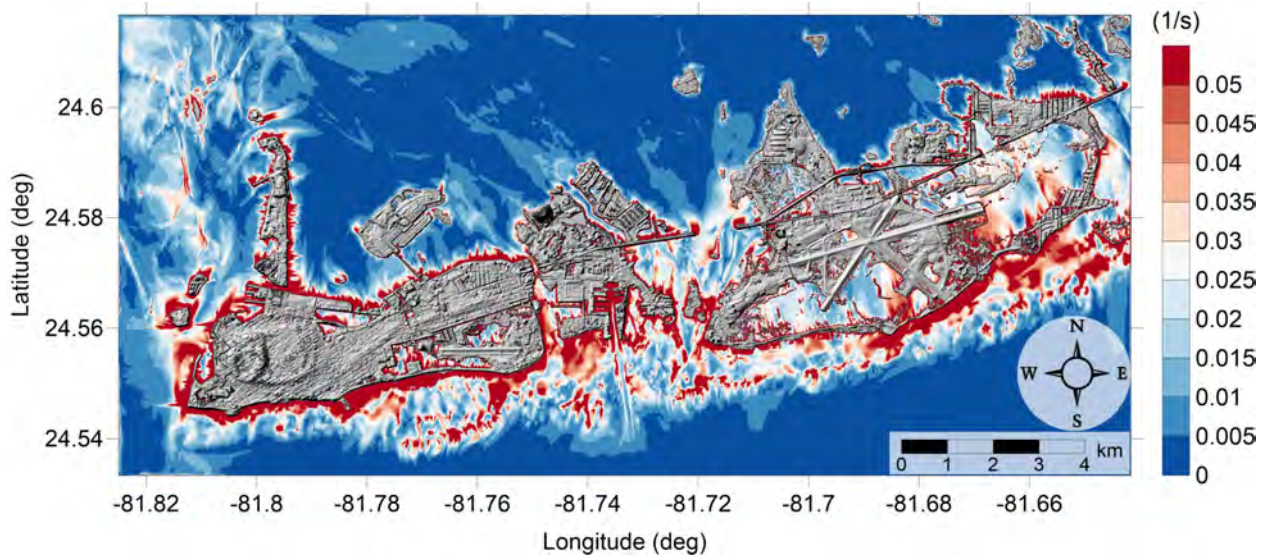 (1/s)
0.05
0.045
0.04
0.035
0.03
0.025
0.02
0.015
0.01
0.005
0
Latitude (deg)
24.6
24.58
24.56
24.54
N
W E
S
km
0 1 2 3 4
-81.82 -81.8 -81.78 -81.76 -81.74 -81.72 -81.7 -81.68 -81.66
Longitude (deg)